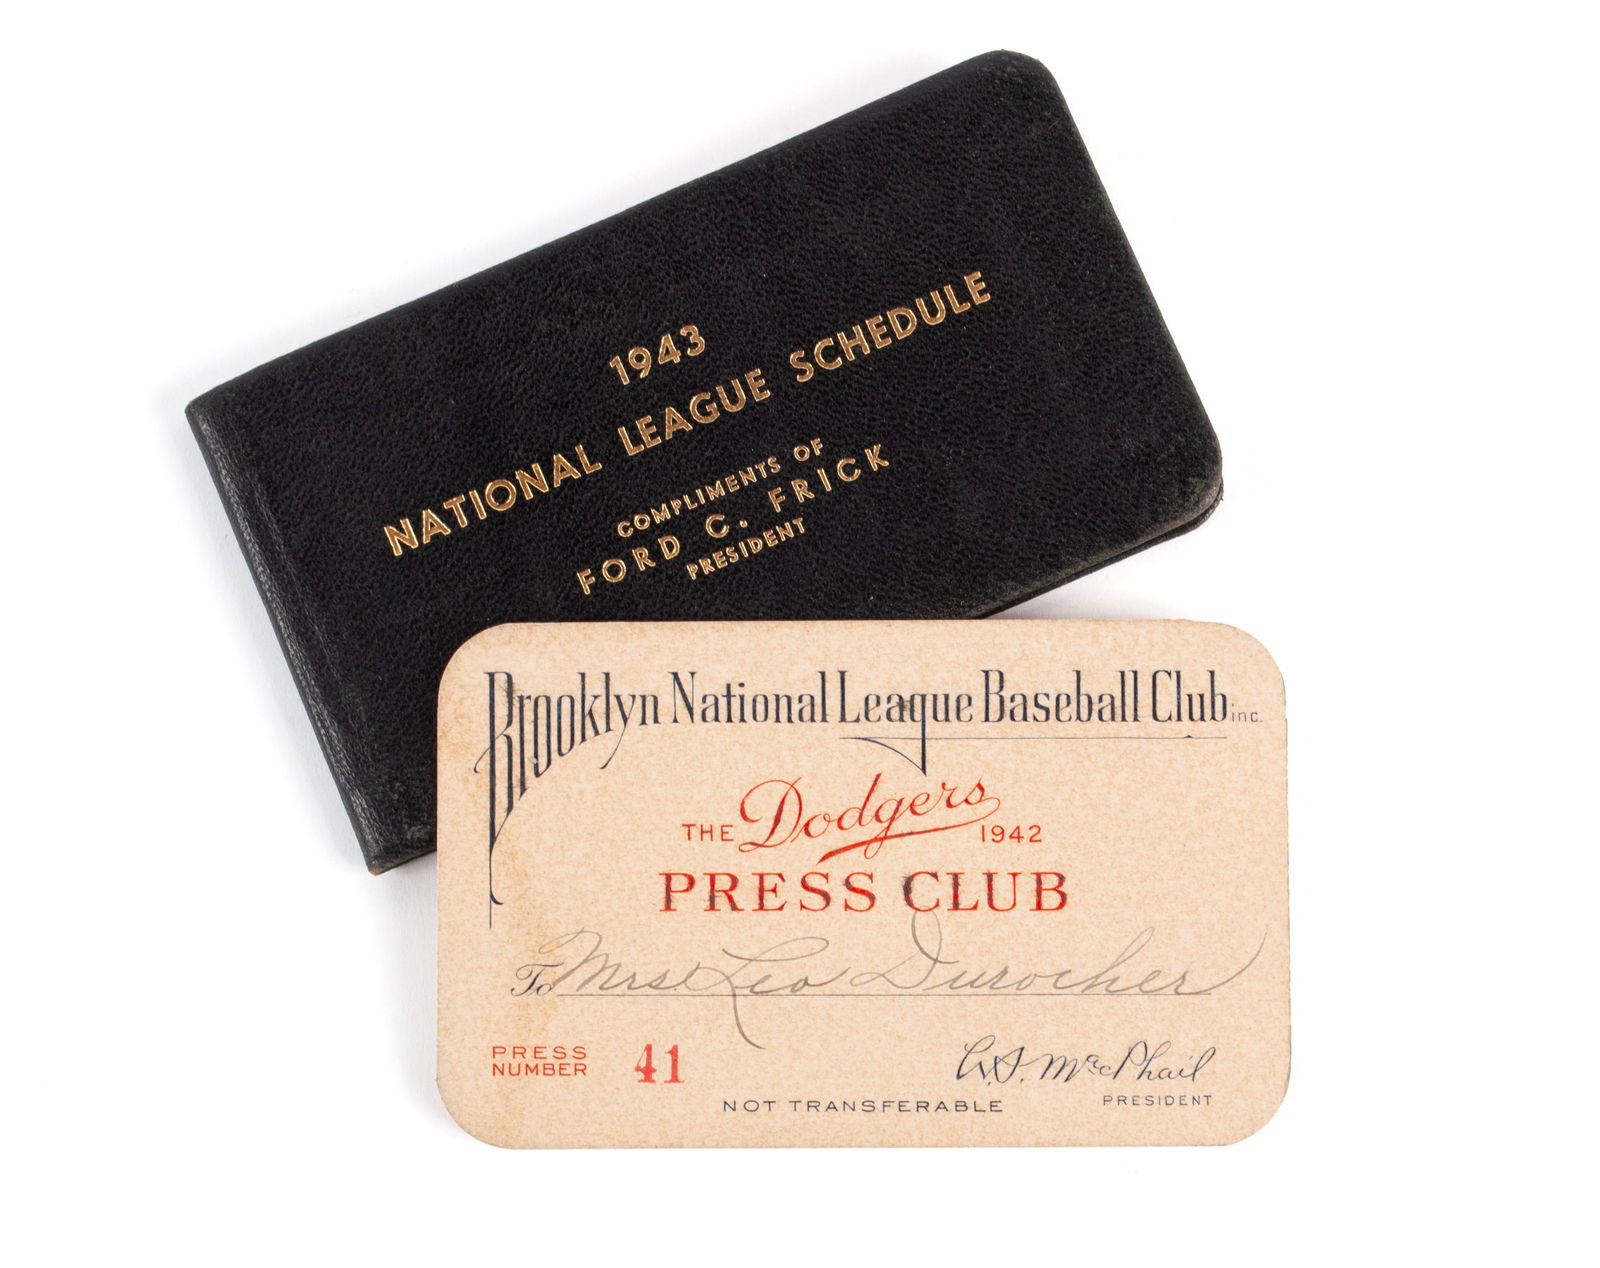 1943
NATIONAL LEAGUE SCHEDULE
COMPLIMENTS OF
FORD C. FRICK
PRESIDENT
Brooklyn National League Baseball Club inc.
THE Dodgers 1942
PRESS CLUB
To Mrs. Leo Durocher
PRESS NUMBER 41
L.S. MacPhail
PRESIDENT
NOT TRANSFERABLE